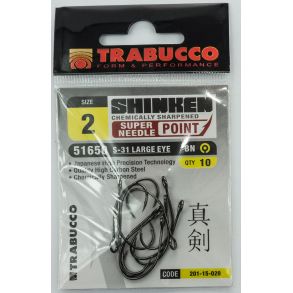 TRABUCCO
FORM & PERFORMANCE
SIZE
2
SHINKEN
CHEMICALLY SHARPENED
SUPER NEEDLE POINT
51658 S-31 LARGE EYE BN
QTY 10
• Japanese High Precision Technology
• Quality High Carbon Steel
• Chemically Sharpened
真剣
TRABUCCO
CODE 201-15-020